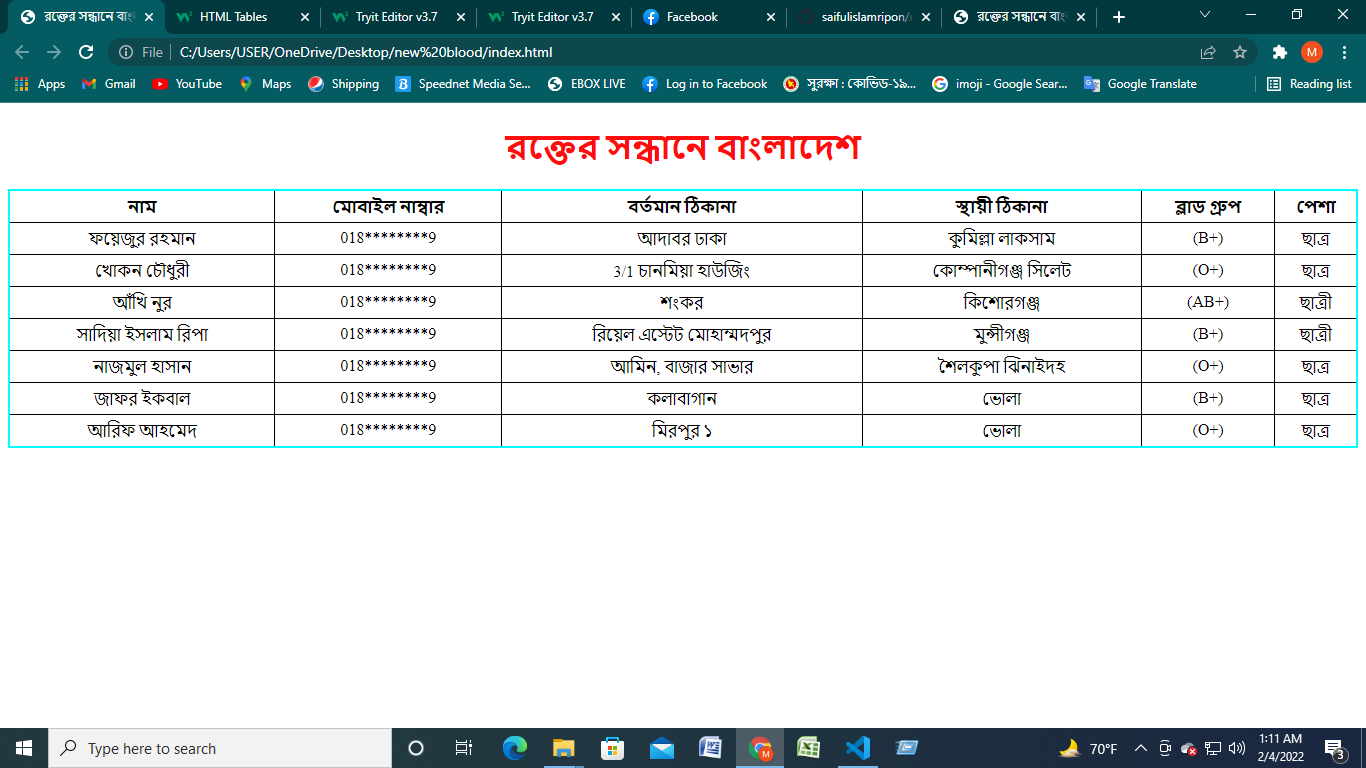 রক্তের সন্ধানে বাং
HTML Tables
Tryit Editor v3.7
Tryit Editor v3.7
Facebook
saifulislamripon/
রক্তের সন্ধানে বাং
File C:/Users/USER/OneDrive/Desktop/new%20blood/index.html M
Apps Gmail YouTube Maps Shipping Speednet Media Se... EBOX LIVE Log in to Facebook সুরক্ষা : কোভিড-১৯... imoji - Google Sear... Google Translate Reading list
রক্তের সন্ধানে বাংলাদেশ
নাম মোবাইল নাম্বার বর্তমান ঠিকানা স্থায়ী ঠিকানা ব্লাড গ্রুপ পেশা
ফয়েজুর রহমান 018********9 আদাবর ঢাকা কুমিল্লা লাকসাম (B+) ছাত্র
খোকন চৌধুরী 018********9 3/1 চানমিয়া হাউজিং কোম্পানীগঞ্জ সিলেট (O+) ছাত্র
আঁখি নুর 018********9 শংকর কিশোরগঞ্জ (AB+) ছাত্রী
সাদিয়া ইসলাম রিপা 018********9 রিয়েল এস্টেট মোহাম্মদপুর মুন্সীগঞ্জ (B+) ছাত্রী
নাজমুল হাসান 018********9 আমিন, বাজার সাভার শৈলকুপা ঝিনাইদহ (O+) ছাত্র
জাফর ইকবাল 018********9 কলাবাগান ভোলা (B+) ছাত্র
আরিফ আহমেদ 018********9 মিরপুর ১ ভোলা (O+) ছাত্র
Type here to search 70°F 1:11 AM
2/4/2022 3